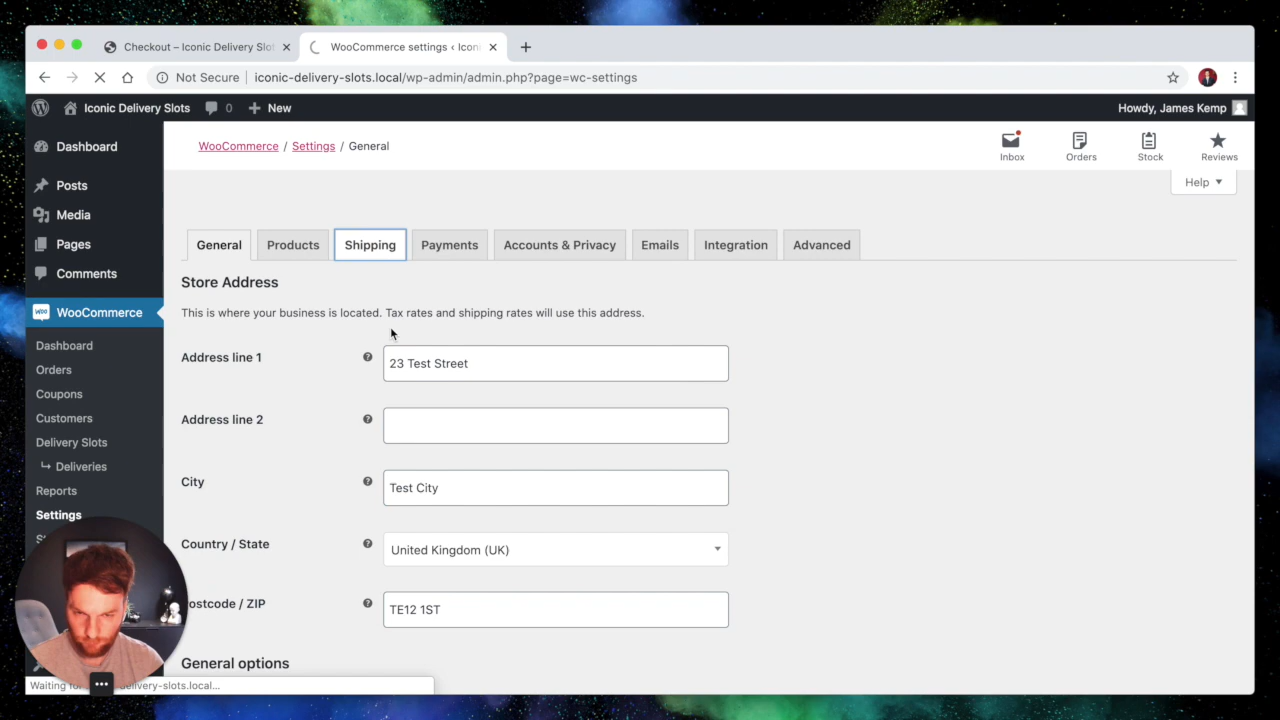 Checkout – Iconic Delivery Slot
WooCommerce settings ‹ Iconi
Not Secure
iconic-delivery-slots.local/wp-admin/admin.php?page=wc-settings
Iconic Delivery Slots
0
New
Howdy, James Kemp
Dashboard
Posts
Media
Pages
Comments
WooCommerce
Dashboard
Orders
Coupons
Customers
Delivery Slots
Deliveries
Reports
Settings
WooCommerce / Settings / General
Inbox
Orders
Stock
Reviews
Help
General
Products
Shipping
Payments
Accounts & Privacy
Emails
Integration
Advanced
Store Address
This is where your business is located. Tax rates and shipping rates will use this address.
Address line 1
23 Test Street
Address line 2
City
Test City
Country / State
United Kingdom (UK)
ostcode / ZIP
TE12 1ST
General options
Waiting delivery-slots.local...